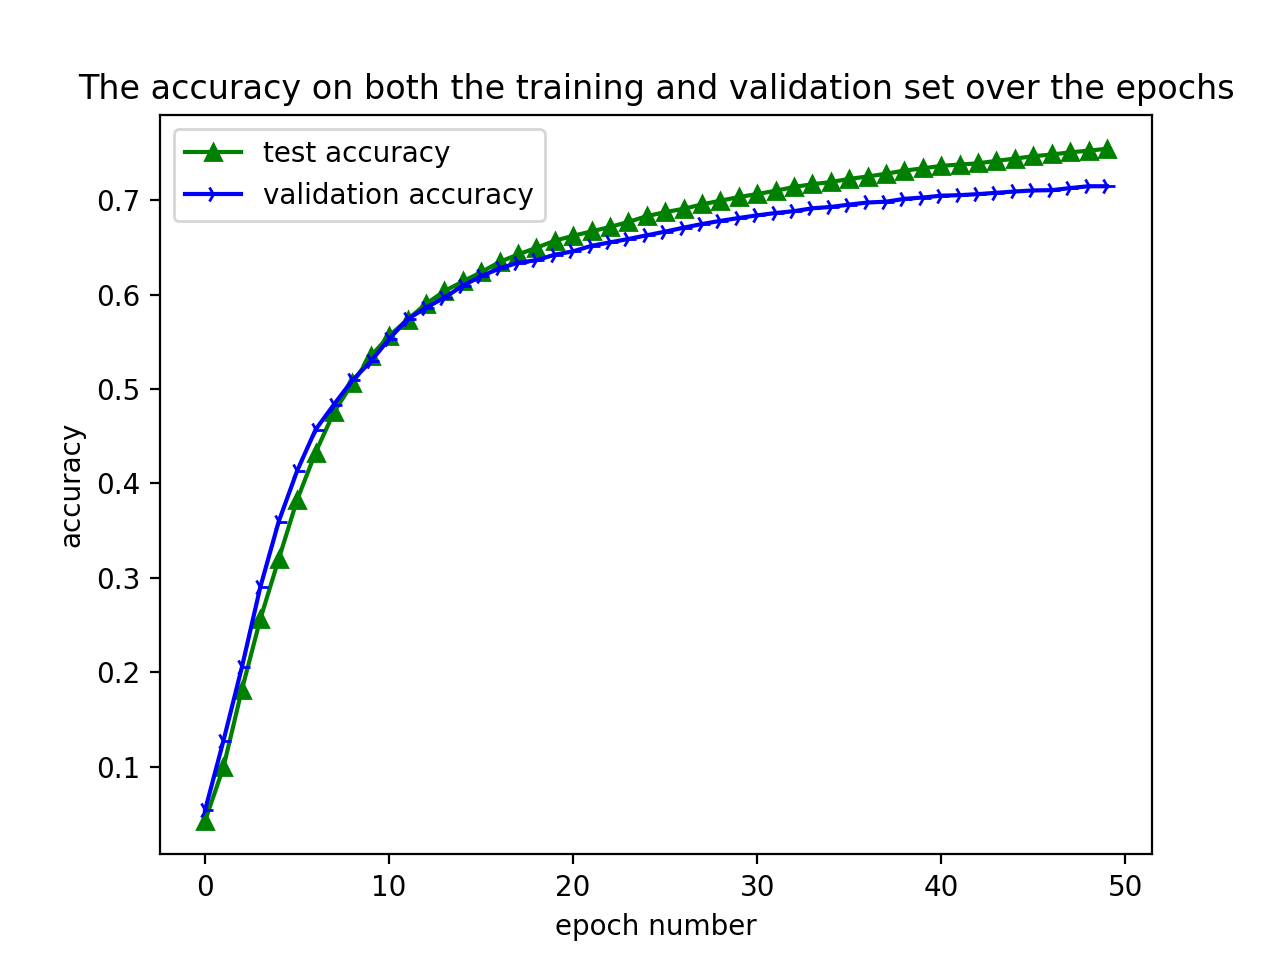 The accuracy on both the training and validation set over the epochs
test accuracy
validation accuracy
accuracy
0.7
0.6
0.5
0.4
0.3
0.2
0.1
0 10 20 30 40 50
epoch number